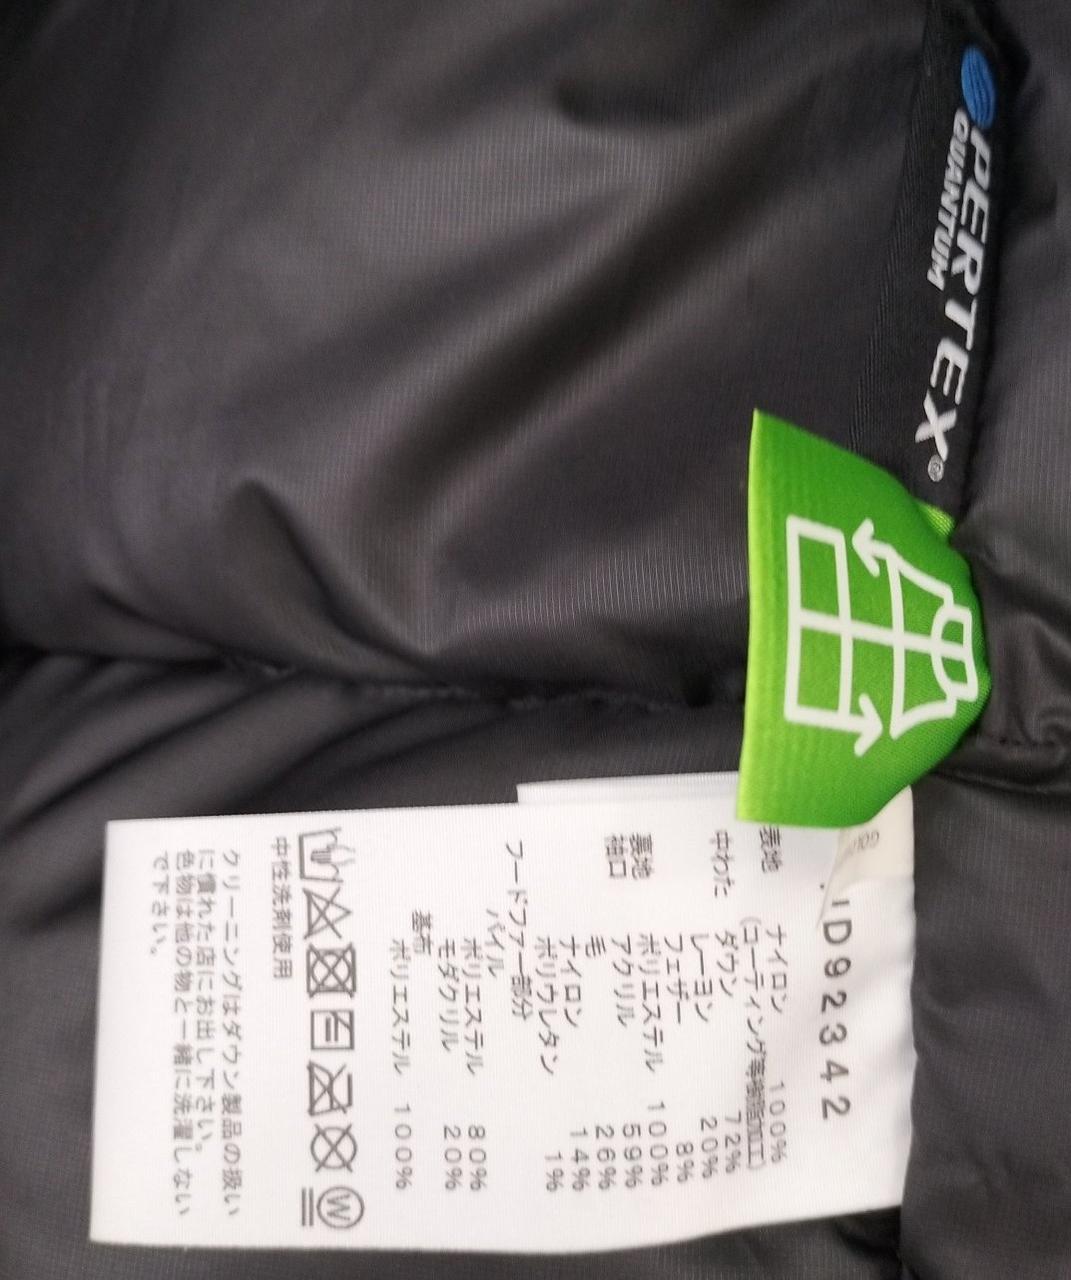 PERTEX®
QUANTUM
GOL
ID92342
表地 ナイロン 100%
(コーティング等樹脂加工)
中わた ダウン 72%
レーヨン 20%
フェザー 8%
裏地 ポリエステル 100%
袖口 アクリル 59%
毛 26%
ナイロン 14%
ポリウレタン 1%
フードファー部分
パイル
ポリエステル 80%
モダクリル 20%
基布
ポリエステル 100%
W
中性洗剤使用
クリーニングはダウン製品の扱い
に慣れた店にお出し下さい。
色物は他の物と一緒に洗濯しない
で下さい。